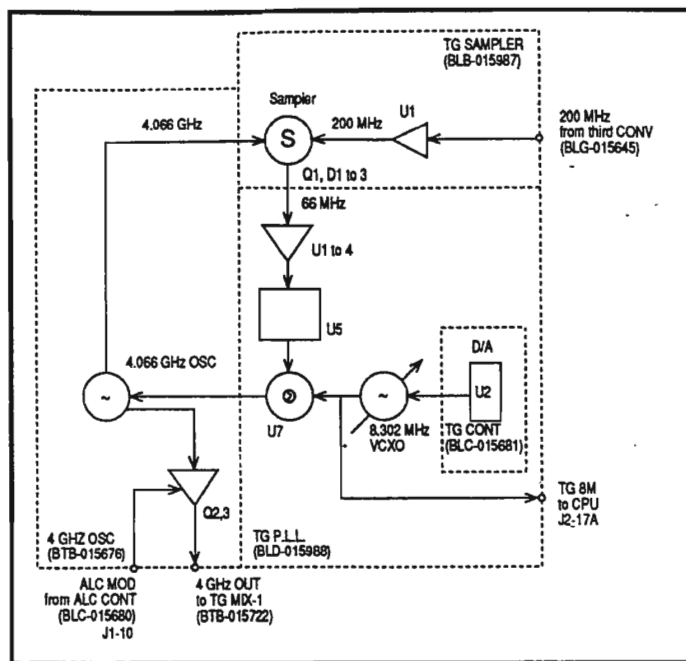 TG SAMPLER
(BLB-015987)
Sampler
4.066 GHz
S
200 MHz
U1
200 MHz
from third CONV
(BLG-015645)
Q1, D1 to 3
66 MHz
U1 to 4
U5
4.066 GHz OSC
D/A
~
U7
~
U2
8.302 MHz
VCXO
TG CONT
(BLC-015681)
Q2,3
TG 8M
to CPU
J2-17A
4 GHZ OSC
(BTB-015676)
TG P.L.L.
(BLD-015988)
ALC MOD
from ALC CONT
(BLC-015680)
J1-10
4 GHz OUT
to TG MIX-1
(BTB-015722)